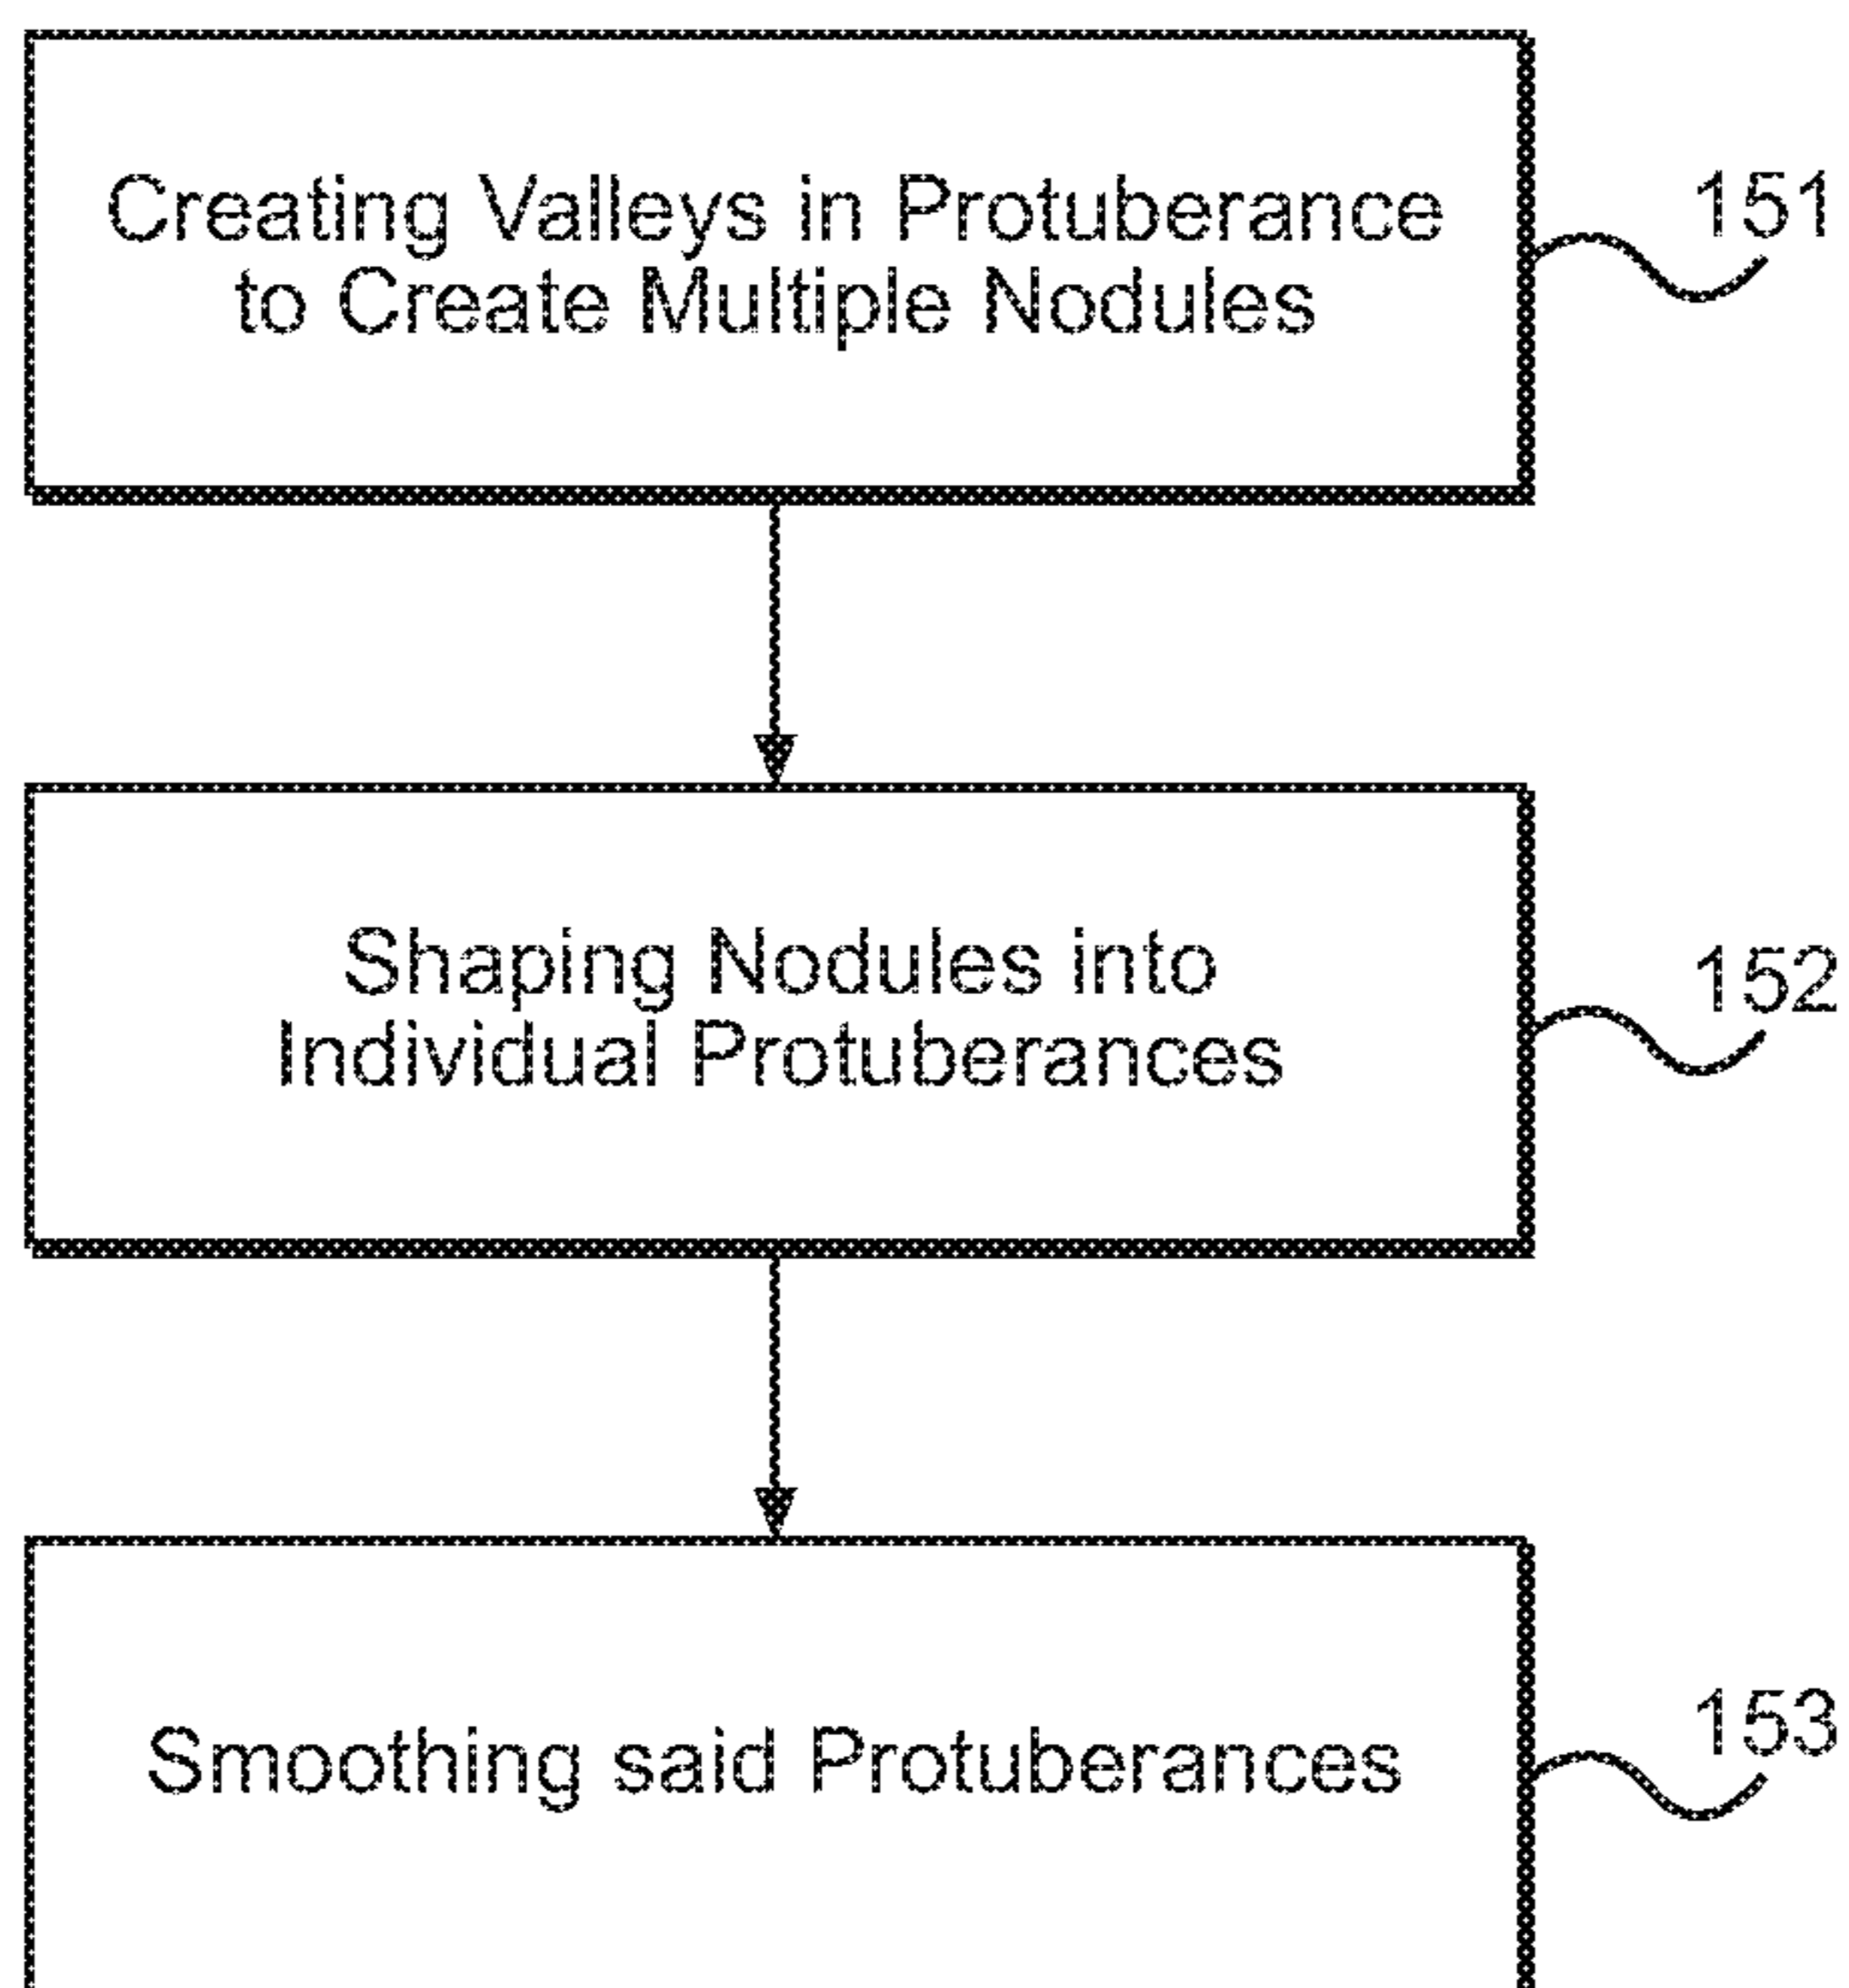 Creating Valleys in Protuberance
to Create Multiple Nodules
151
Shaping Nodules into
Individual Protuberances
152
Smoothing said Protuberances
153